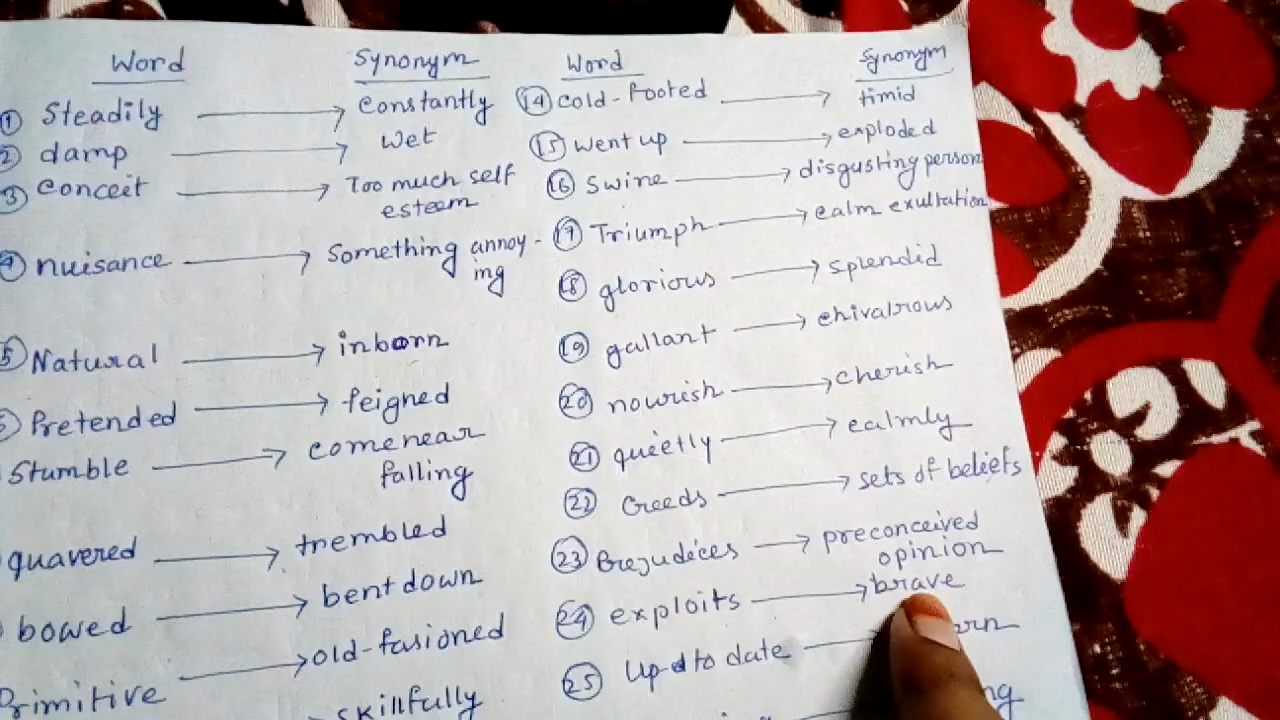 Word Synonym
① Steadily → Constantly
② damp → Wet
③ Conceit → Too much self
esteem
④ nuisance → Something annoy-
ing
⑤ Natural → inborn
Pretended → feigned
Stumble → come near
falling
quavered → trembled
bowed → bent down
Primitive → old-fasioned
skillfully
Word Synonym
⑭ Cold-footed → timid
⑮ Went up → exploded
⑯ Swine → disgusting person
⑰ Triumph → calm exultation
⑱ glorious → splendid
⑲ gallant → chivalrous
⑳ nourish → cherish
㉑ quietly → calmly
㉒ Creeds → sets of beliefs
㉓ Prejudices → preconceived
opinion
㉔ exploits → brave
㉕ Up-d to date